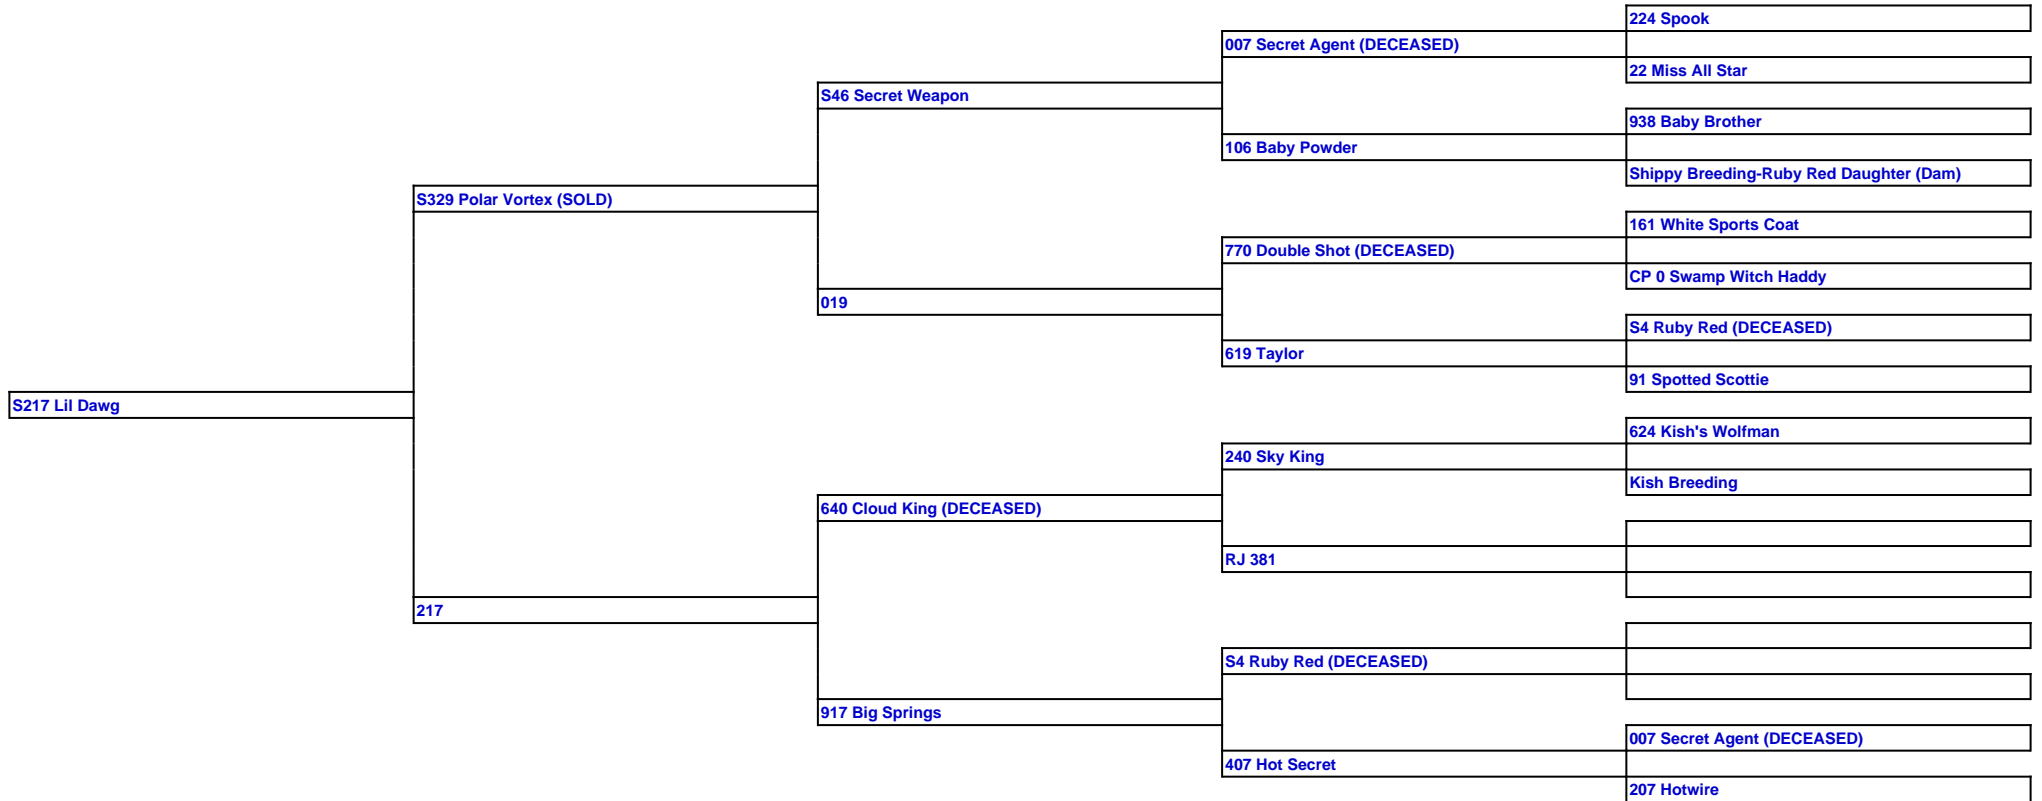 224 Spook
007 Secret Agent (DECEASED)
22 Miss All Star
S46 Secret Weapon
938 Baby Brother
106 Baby Powder
Shippy Breeding-Ruby Red Daughter (Dam)
S329 Polar Vortex (SOLD)
161 White Sports Coat
770 Double Shot (DECEASED)
CP 0 Swamp Witch Haddy
019
S4 Ruby Red (DECEASED)
619 Taylor
91 Spotted Scottie
S217 Lil Dawg
624 Kish's Wolfman
240 Sky King
Kish Breeding
640 Cloud King (DECEASED)
RJ 381
217
S4 Ruby Red (DECEASED)
917 Big Springs
007 Secret Agent (DECEASED)
407 Hot Secret
207 Hotwire